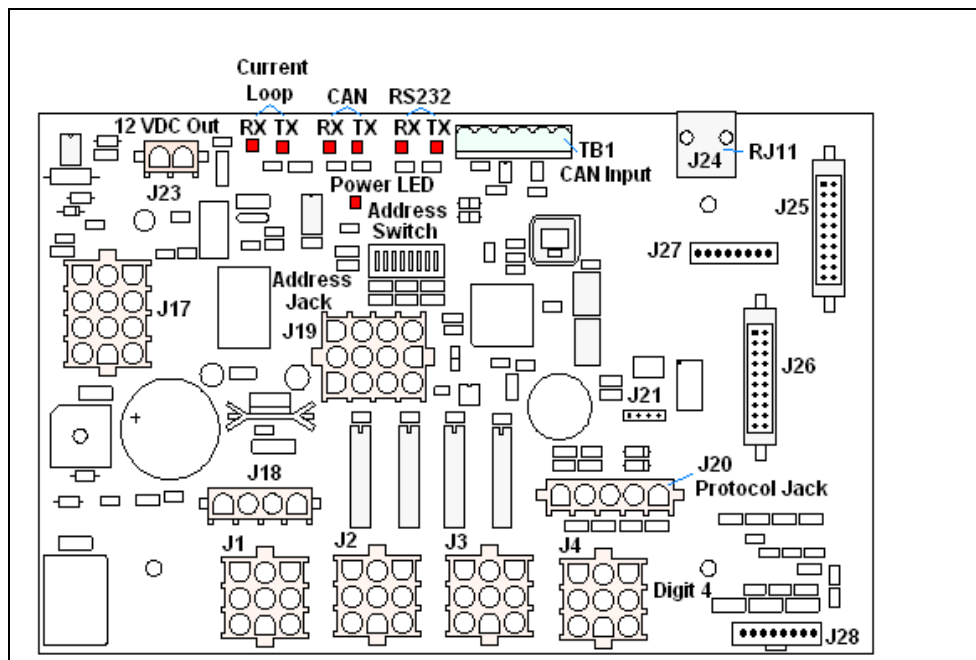 Current
Loop
CAN
RS232
12 VDC Out
RX TX
RX TX
RX TX
J23
TB1
CAN Input
J24
RJ11
J25
Power LED
Address
Switch
J27
J17
Address
Jack
J19
J26
J21
J18
J20
Protocol Jack
J1
J2
J3
J4
Digit 4
J28
+